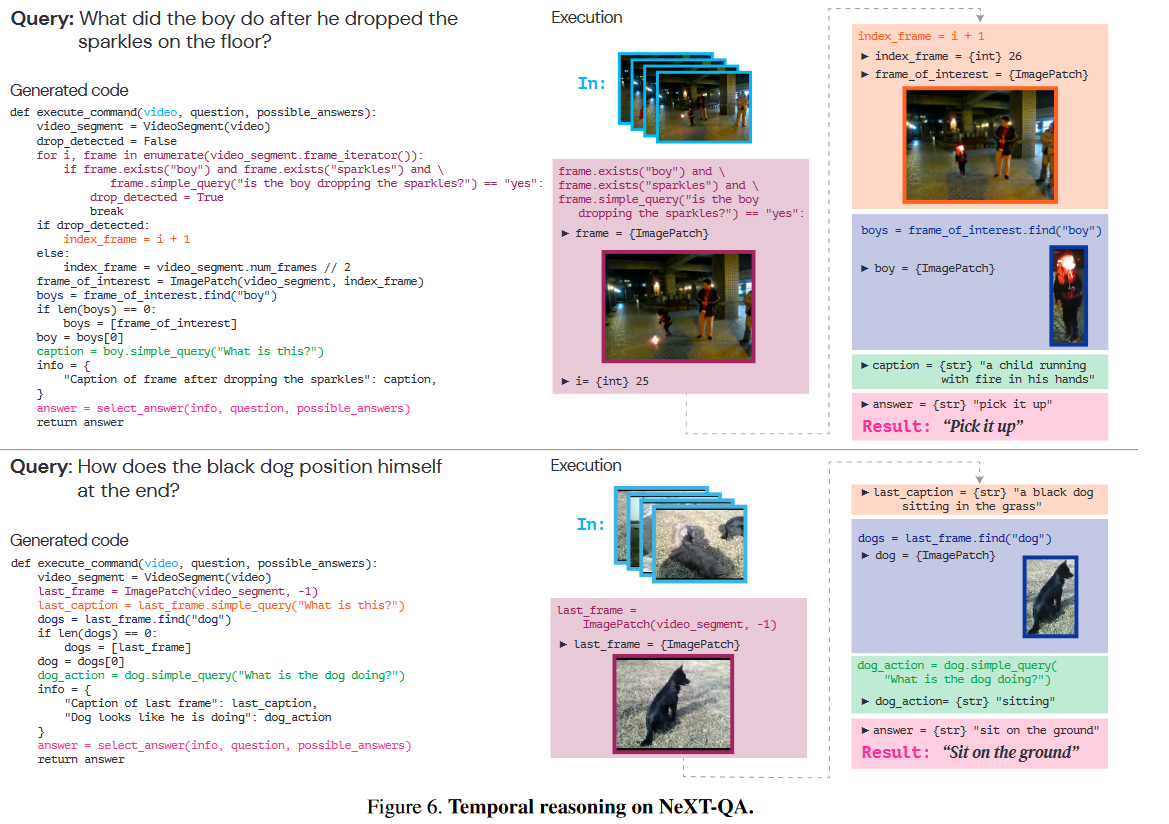 Query: What did the boy do after he dropped the
sparkles on the floor?
Generated code
def execute_command(video, question, possible_answers):
    video_segment = VideoSegment(video)
    drop_detected = False
    for i, frame in enumerate(video_segment.frame_iterator()):
        if frame.exists("boy") and frame.exists("sparkles") and \
                frame.simple_query("is the boy dropping the sparkles?") == "yes":
            drop_detected = True
            break
    if drop_detected:
        index_frame = i + 1
    else:
        index_frame = video_segment.num_frames // 2
    frame_of_interest = ImagePatch(video_segment, index_frame)
    boys = frame_of_interest.find("boy")
    if len(boys) == 0:
        boys = [frame_of_interest]
    boy = boys[0]
    caption = boy.simple_query("What is this?")
    info = {
        "Caption of frame after dropping the sparkles": caption,
    }
    answer = select_answer(info, question, possible_answers)
    return answer
Execution
In:
frame.exists("boy") and \
frame.exists("sparkles") and \
frame.simple_query("is the boy
    dropping the sparkles?") == "yes":
▶ frame = {ImagePatch}
▶ i= {int} 25
index_frame = i + 1
▶ index_frame = {int} 26
▶ frame_of_interest = {ImagePatch}
boys = frame_of_interest.find("boy")
▶ boy = {ImagePatch}
▶ caption = {str} "a child running
with fire in his hands"
▶ answer = {str} "pick it up"
Result: "Pick it up"
Query: How does the black dog position himself
at the end?
Generated code
def execute_command(video, question, possible_answers):
    video_segment = VideoSegment(video)
    last_frame = ImagePatch(video_segment, -1)
    last_caption = last_frame.simple_query("What is this?")
    dogs = last_frame.find("dog")
    if len(dogs) == 0:
        dogs = [last_frame]
    dog = dogs[0]
    dog_action = dog.simple_query("What is the dog doing?")
    info = {
        "Caption of last frame": last_caption,
        "Dog looks like he is doing": dog_action
    }
    answer = select_answer(info, question, possible_answers)
    return answer
Execution
In:
last_frame =
    ImagePatch(video_segment, -1)
▶ last_frame = {ImagePatch}
▶ last_caption = {str} "a black dog
sitting in the grass"
dogs = last_frame.find("dog")
▶ dog = {ImagePatch}
dog_action = dog.simple_query(
    "What is the dog doing?")
▶ dog_action= {str} "sitting"
▶ answer = {str} "sit on the ground"
Result: "Sit on the ground"
Figure 6. Temporal reasoning on NeXT-QA.